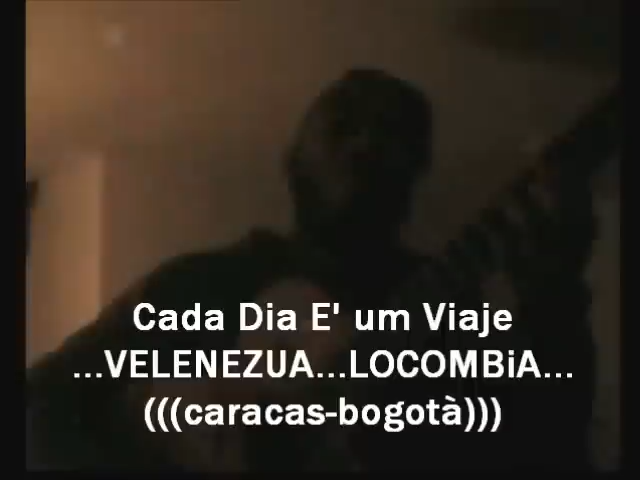 Cada Dia E' um Viaje
...VELENEZUA...LOCOMBiA...
(((caracas-bogotà)))